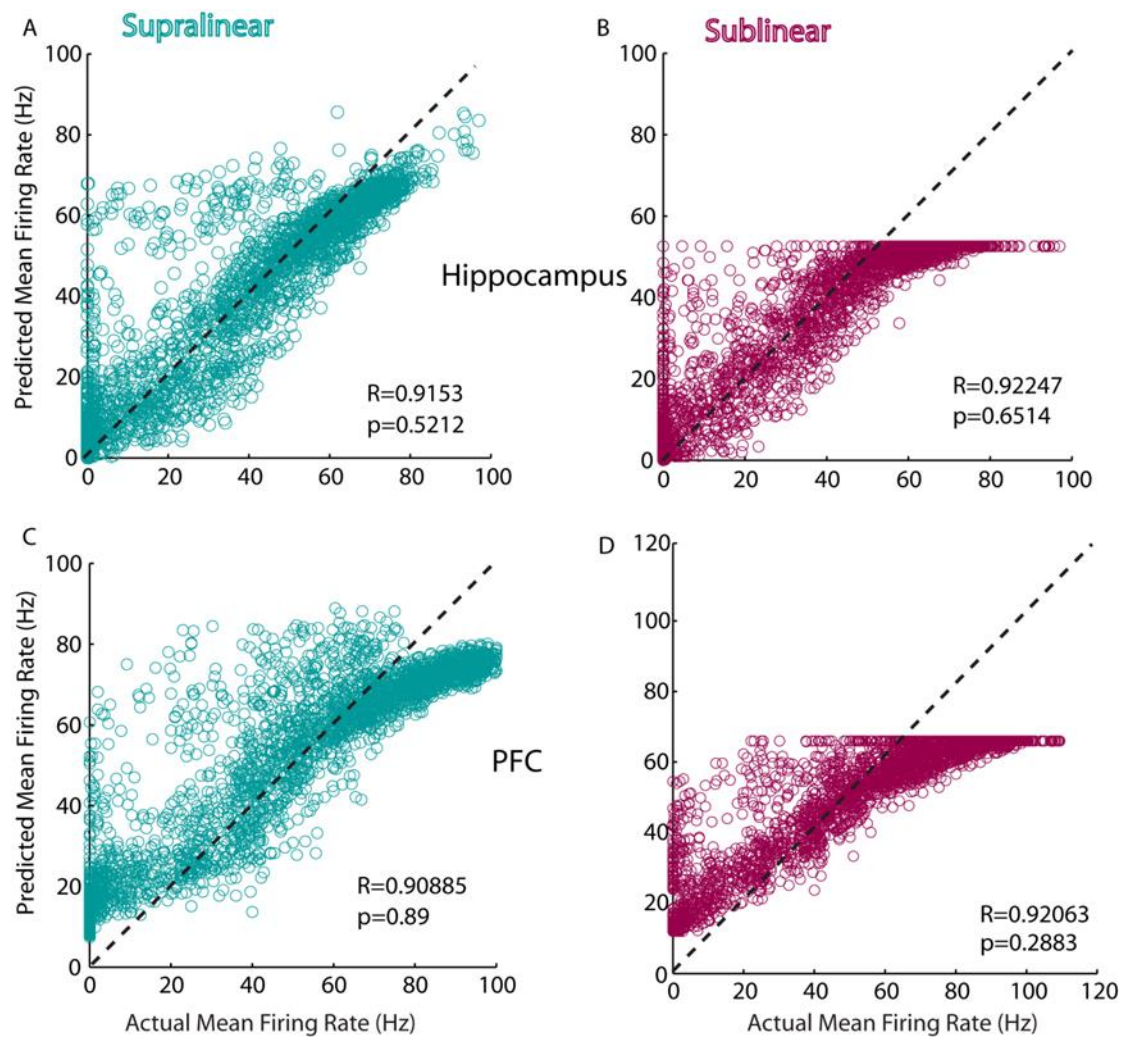 A
Supralinear
B
Sublinear
100
80
60
40
20
0
Predicted Mean Firing Rate (Hz)
R=0.9153
p=0.5212
0 20 40 60 80 100
Hippocampus
100
80
60
40
20
0
R=0.92247
p=0.6514
0 20 40 60 80 100
C
100
80
60
40
20
0
Predicted Mean Firing Rate (Hz)
R=0.90885
p=0.89
0 20 40 60 80 100
Actual Mean Firing Rate (Hz)
PFC
D
120
100
80
60
40
20
0
R=0.92063
p=0.2883
0 20 40 60 80 100 120
Actual Mean Firing Rate (Hz)